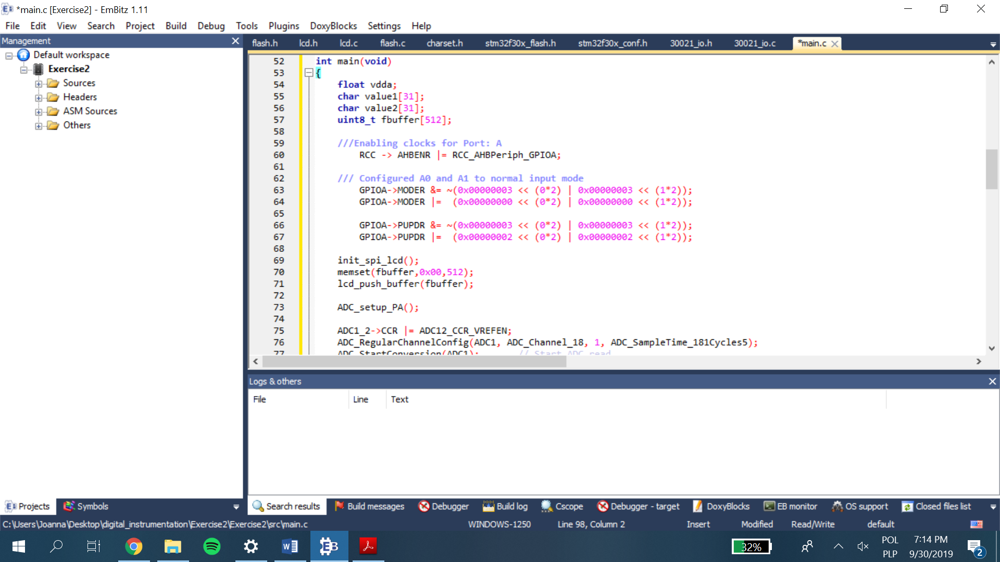 *main.c [Exercise2] - EmBitz 1.11
File Edit View Search Project Build Debug Tools Plugins DoxyBlocks Settings Help
Management
flash.h lcd.h lcd.c flash.c charset.h stm32f30x_flash.h stm32f30x_conf.h 30021_io.h 30021_io.c *main.c
Default workspace
Exercise2
Sources
Headers
ASM Sources
Others
52 int main(void)
53 {
54 float vdda;
55 char value1[31];
56 char value2[31];
57 uint8_t fbuffer[512];
58
59 ///Enabling clocks for Port: A
60 RCC -> AHBENR |= RCC_AHBPeriph_GPIOA;
61
62 /// Configured A0 and A1 to normal input mode
63 GPIOA->MODER &= ~(0x00000003 << (0*2) | 0x00000003 << (1*2));
64 GPIOA->MODER |= (0x00000000 << (0*2) | 0x00000000 << (1*2));
65
66 GPIOA->PUPDR &= ~(0x00000003 << (0*2) | 0x00000003 << (1*2));
67 GPIOA->PUPDR |= (0x00000002 << (0*2) | 0x00000002 << (1*2));
68
69 init_spi_lcd();
70 memset(fbuffer,0x00,512);
71 lcd_push_buffer(fbuffer);
72
73 ADC_setup_PA();
74
75 ADC1_2->CCR |= ADC12_CCR_VREFEN;
76 ADC_RegularChannelConfig(ADC1, ADC_Channel_18, 1, ADC_SampleTime_181Cycles5);
77 ADC_StartConversion(ADC1); // Start ADC read
Logs & others
File Line Text
Projects Symbols
Search results Build messages Debugger Build log Cscope Debugger - target DoxyBlocks EB monitor OS support Closed files list
C:\Users\Joanna\Desktop\digital_instrumentation\Exercise2\Exercise2\src\main.c WINDOWS-1250 Line 98, Column 2 Insert Modified Read/Write default
32% POL PLP 7:14 PM 9/30/2019 2